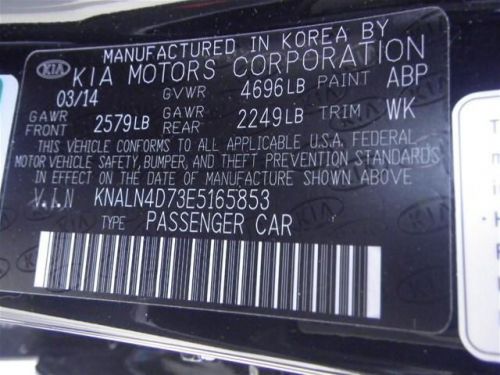 MANUFACTURED IN KOREA BY
KIA KIA MOTORS CORPORATION
03/14 GVWR 4696LB PAINT ABP
GAWR FRONT 2579LB GAWR REAR 2249LB TRIM WK
THIS VEHICLE CONFORMS TO ALL APPLICABLE U.S.A. FEDERAL
MOTOR VEHICLE SAFETY, BUMPER, AND THEFT PREVENTION STANDARDS
IN EFFECT ON THE DATE OF MANUFACTURE SHOWN ABOVE.
V.I.N KNALN4D73E5165853
TYPE: PASSENGER CAR